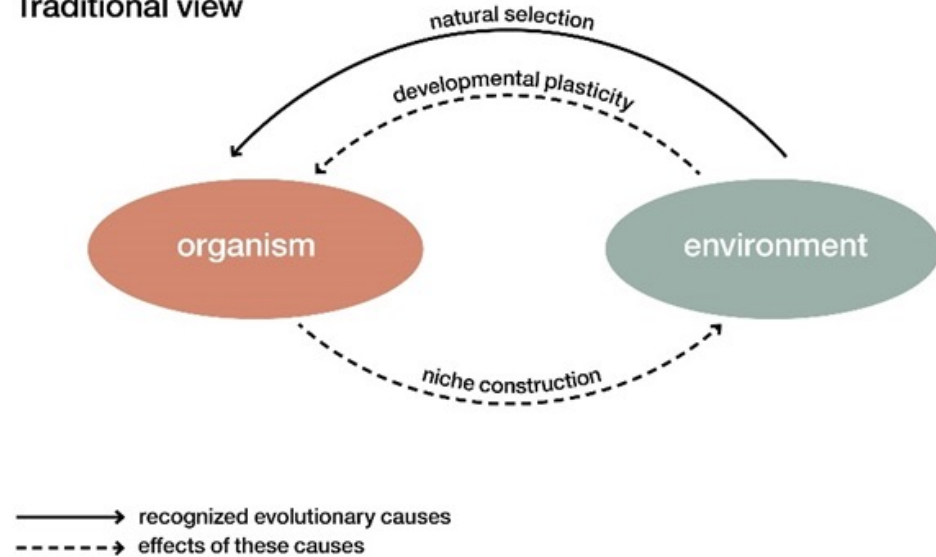 Traditional view
natural selection
developmental plasticity
organism
environment
niche construction
recognized evolutionary causes
effects of these causes